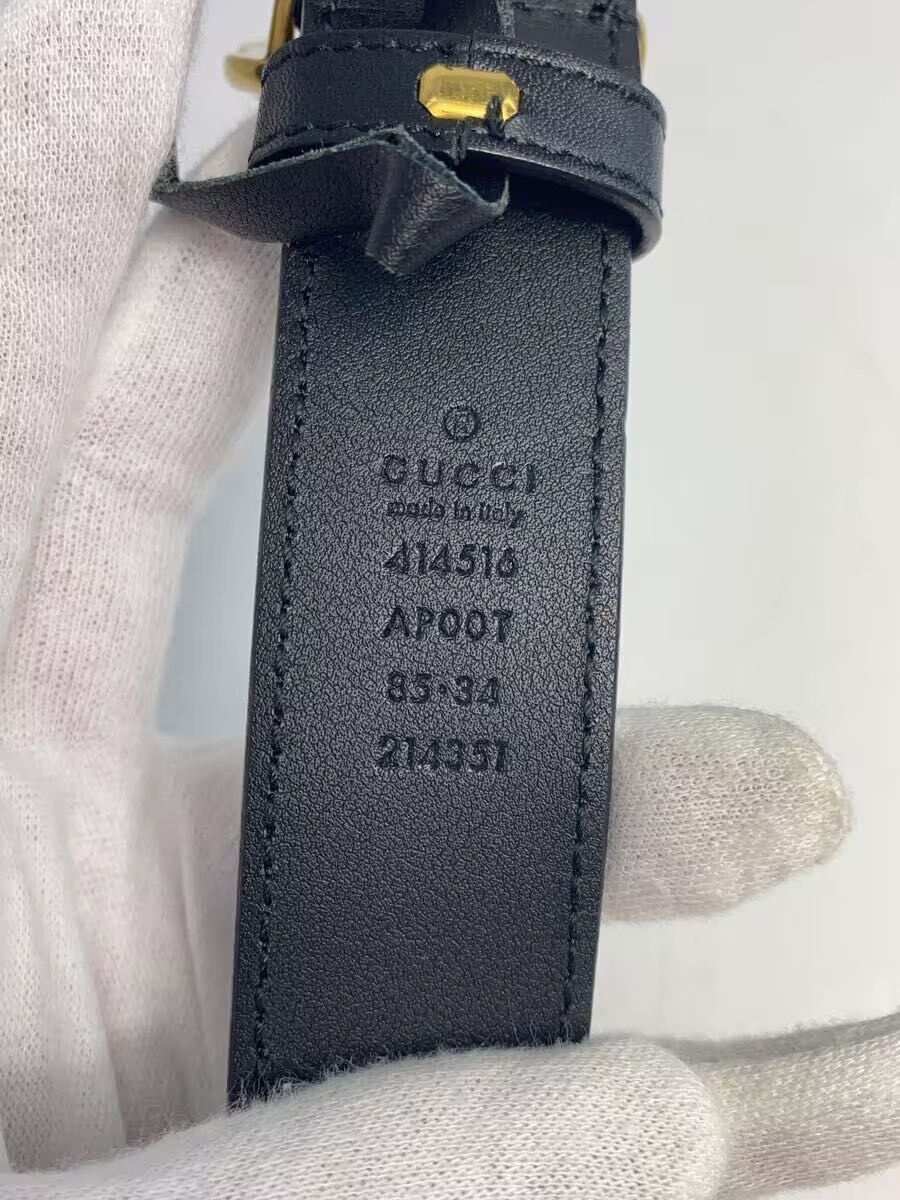 ®
GUCCI
made in Italy
414516
AP00T
85·34
214351